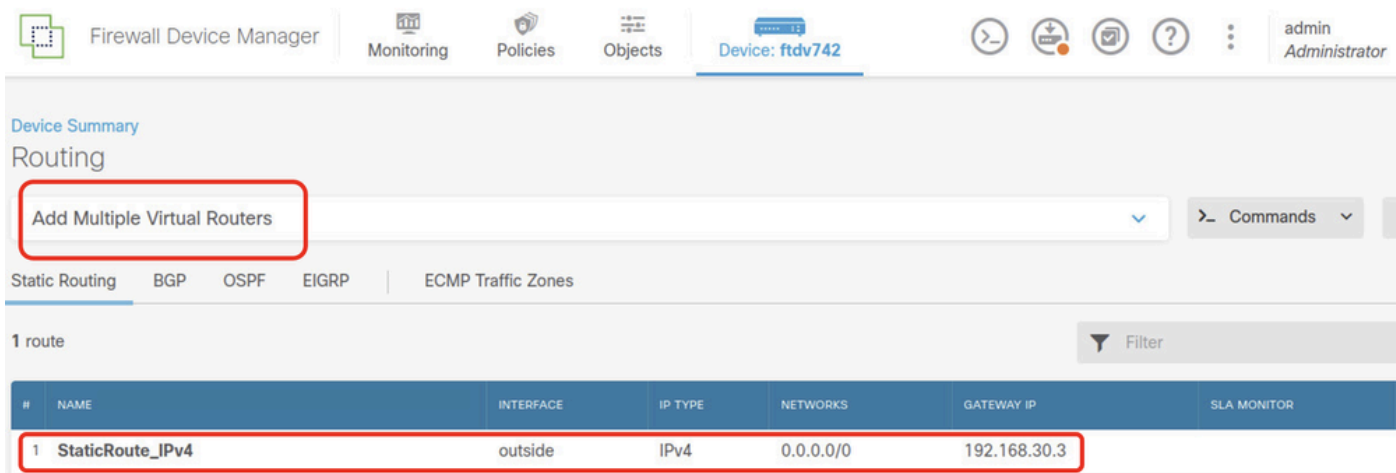 Firewall Device Manager
Monitoring
Policies
Objects
Device: ftdv742
admin
Administrator
Device Summary
Routing
Add Multiple Virtual Routers
>_ Commands
Static Routing BGP OSPF EIGRP ECMP Traffic Zones
1 route
Filter
# NAME INTERFACE IP TYPE NETWORKS GATEWAY IP SLA MONITOR
1 StaticRoute_IPv4 outside IPv4 0.0.0.0/0 192.168.30.3